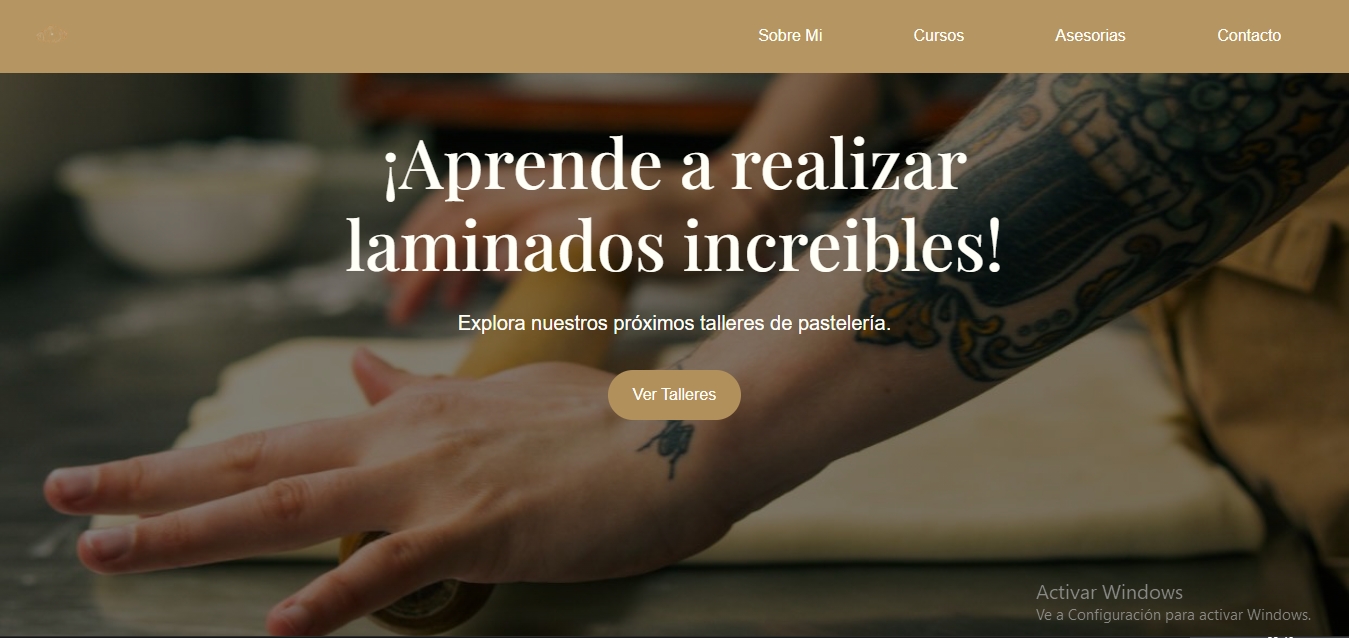 Sobre Mi
Cursos
Asesorias
Contacto
¡Aprende a realizar
laminados increibles!
Explora nuestros próximos talleres de pastelería.
Ver Talleres
Activar Windows
Ve a Configuración para activar Windows.